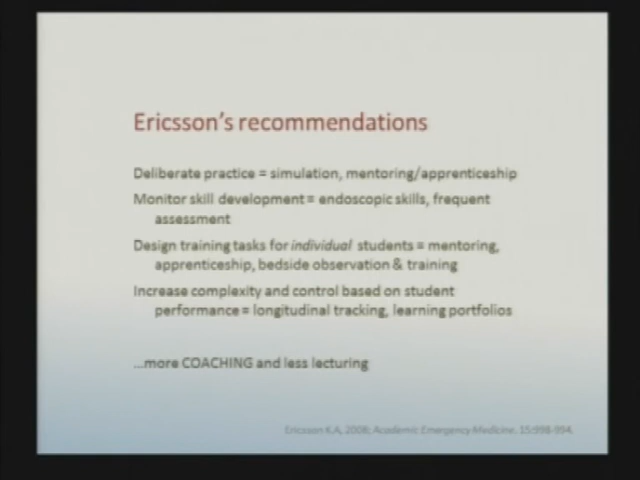 Ericsson's recommendations
Deliberate practice = simulation, mentoring/apprenticeship
Monitor skill development = endoscopic skills, frequent
assessment
Design training tasks for individual students = mentoring,
apprenticeship, bedside observation & training
Increase complexity and control based on student
performance = longitudinal tracking, learning portfolios
...more COACHING and less lecturing
Ericsson K.A, 2008; Academic Emergency Medicine. 15:998-994.